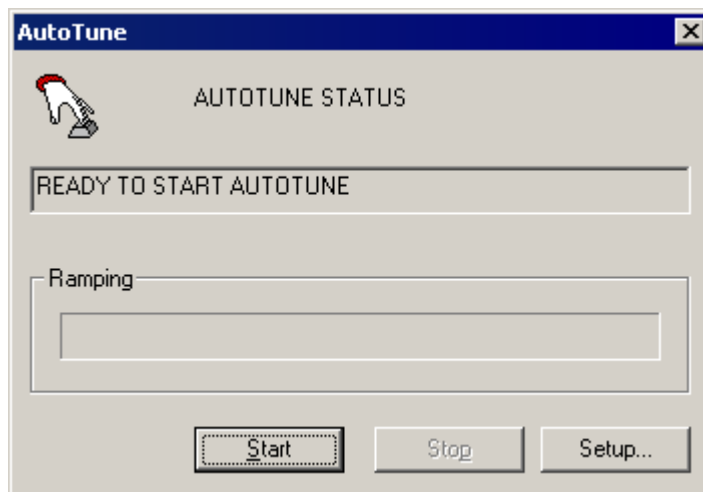 AutoTune
AUTOTUNE STATUS
READY TO START AUTOTUNE
Ramping
Start
Stop
Setup...